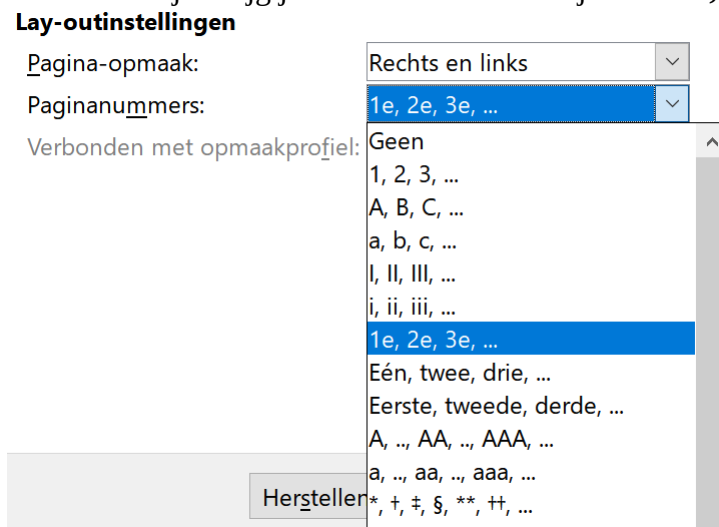 Lay-outinstellingen
Pagina-opmaak: Rechts en links
Paginanummers: 1e, 2e, 3e, ...
Verbonden met opmaakprofiel: Geen
1, 2, 3, ...
A, B, C, ...
a, b, c, ...
I, II, III, ...
i, ii, iii, ...
1e, 2e, 3e, ...
Eén, twee, drie, ...
Eerste, tweede, derde, ...
A, .., AA, .., AAA, ...
a, .., aa, .., aaa, ...
Herstellen *, †, ‡, §, **, ††, ...